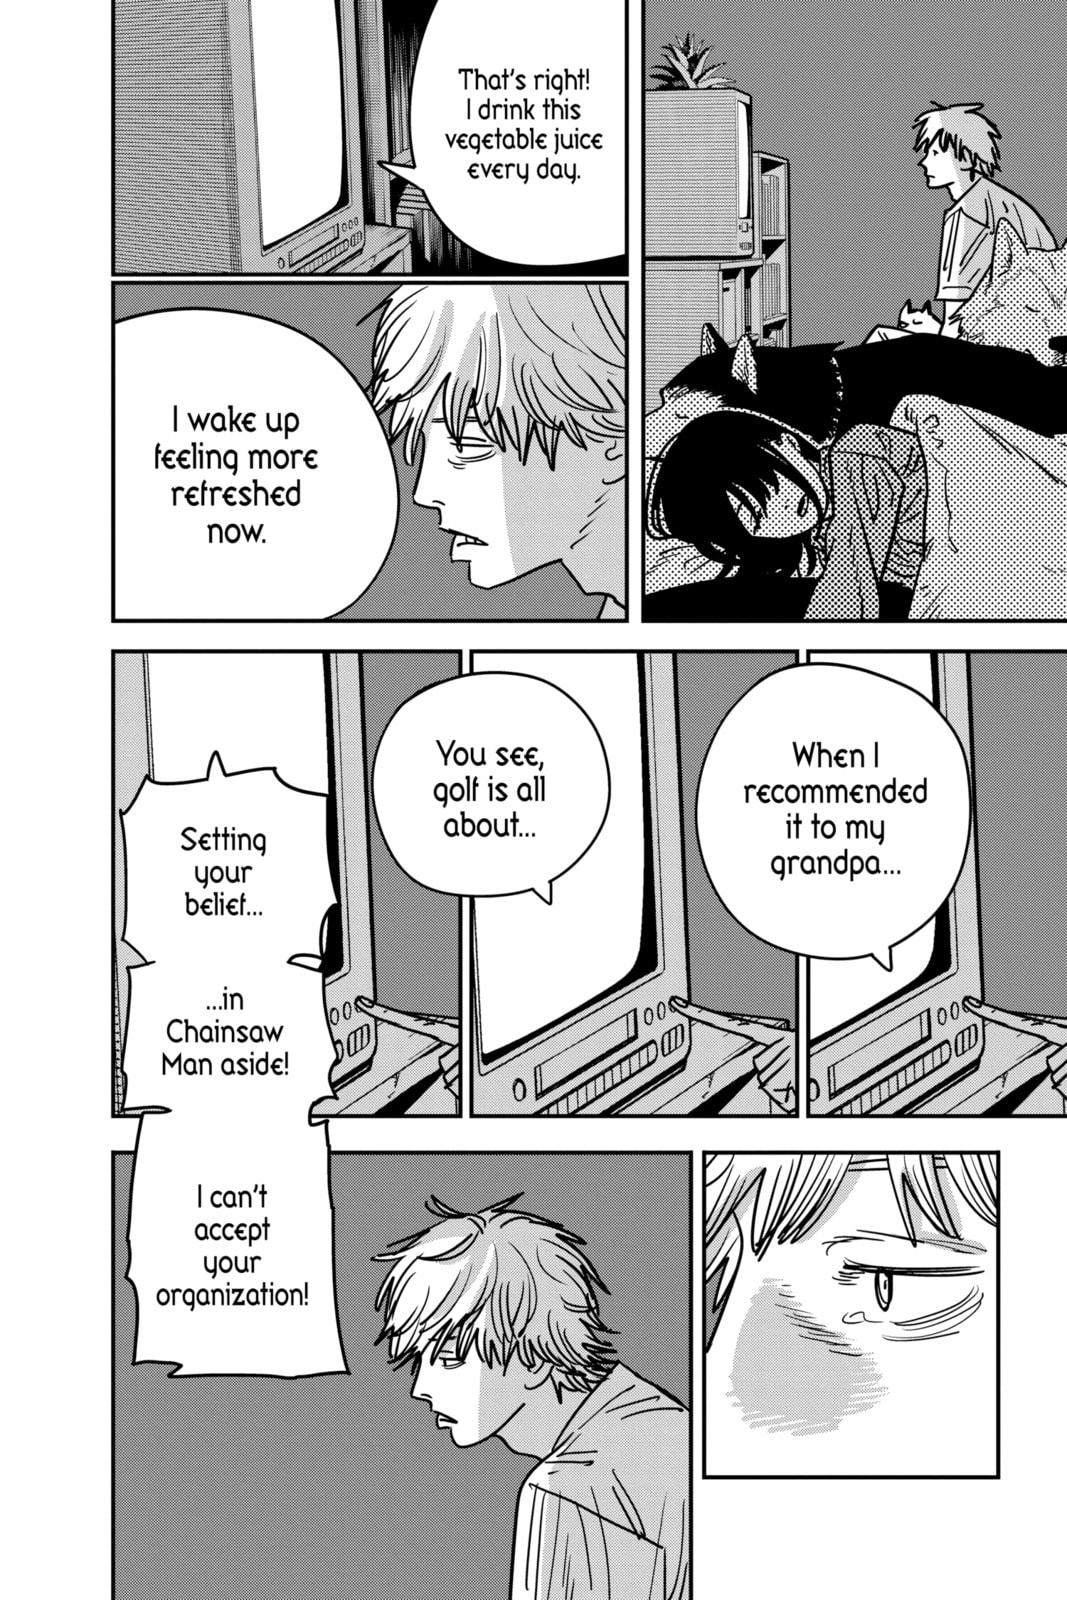 That's right!
I drink this
vegetable juice
every day.
I wake up
feeling more
refreshed
now.
When I
recommended
it to my
grandpa...
You see,
golf is all
about...
Setting
your
belief...
...in
Chainsaw
Man aside!
I can't
accept
your
organization!